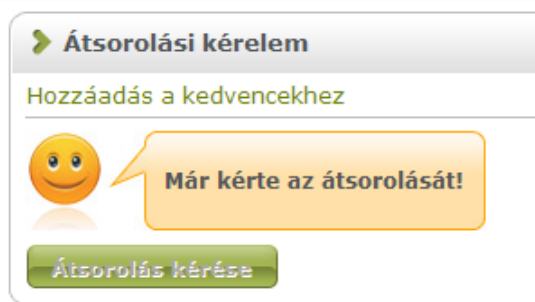 Átsorolási kérelem
Hozzáadás a kedvencekhez
Már kérte az átsorolását!
Átsorolás kérése